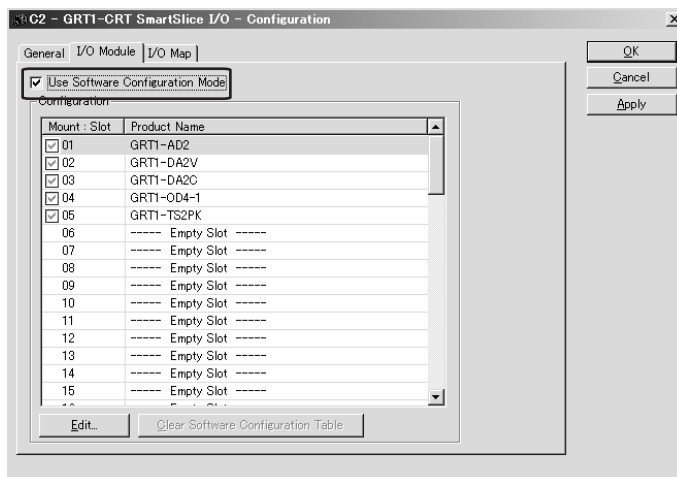 C2 - GRT1-CRT SmartSlice I/O - Configuration
General I/O Module I/O Map
Use Software Configuration Mode
Configuration
Mount : Slot Product Name
01 GRT1-AD2
02 GRT1-DA2V
03 GRT1-DA2C
04 GRT1-OD4-1
05 GRT1-TS2PK
06 ----- Empty Slot -----
07 ----- Empty Slot -----
08 ----- Empty Slot -----
09 ----- Empty Slot -----
10 ----- Empty Slot -----
11 ----- Empty Slot -----
12 ----- Empty Slot -----
13 ----- Empty Slot -----
14 ----- Empty Slot -----
15 ----- Empty Slot -----
Edit... Clear Software Configuration Table
OK
Cancel
Apply